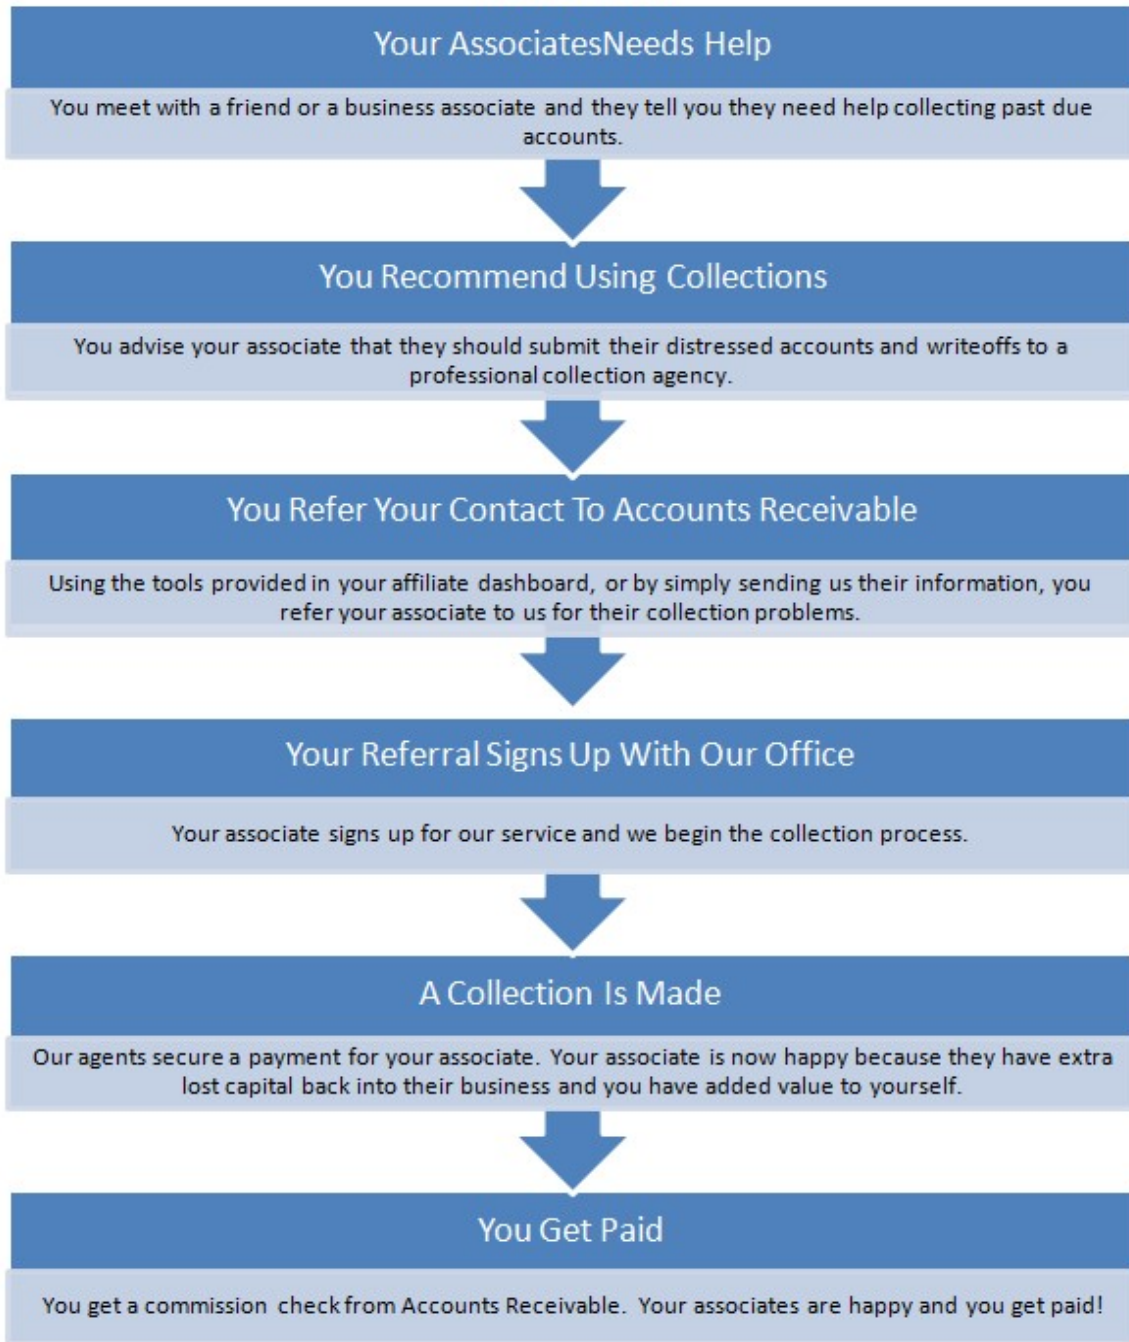 Your AssociatesNeeds Help
You meet with a friend or a business associate and they tell you they need help collecting past due
accounts.
You Recommend Using Collections
You advise your associate that they should submit their distressed accounts and writeoffs to a
professional collection agency.
You Refer Your Contact To Accounts Receivable
Using the tools provided in your affiliate dashboard, or by simply sending us their information, you
refer your associate to us for their collection problems.
Your Referral Signs Up With Our Office
Your associate signs up for our service and we begin the collection process.
A Collection Is Made
Our agents secure a payment for your associate. Your associate is now happy because they have extra
lost capital back into their business and you have added value to yourself.
You Get Paid
You get a commission check from Accounts Receivable. Your associates are happy and you get paid!